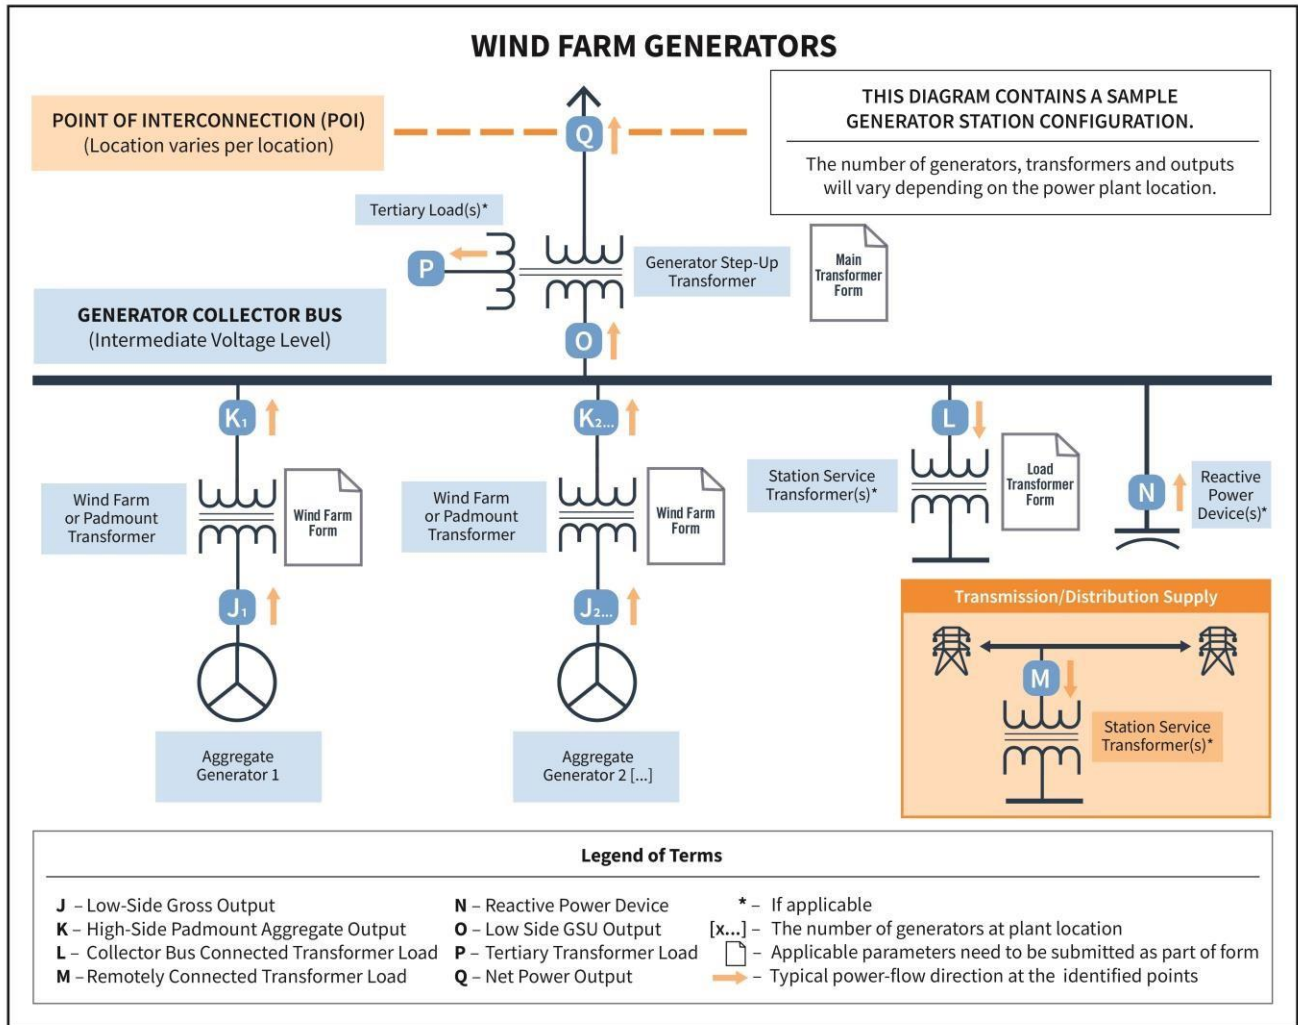 WIND FARM GENERATORS
POINT OF INTERCONNECTION (POI)
(Location varies per location)
Q
THIS DIAGRAM CONTAINS A SAMPLE
GENERATOR STATION CONFIGURATION.
The number of generators, transformers and outputs
will vary depending on the power plant location.
Tertiary Load(s)*
P
Generator Step-Up
Transformer
Main
Transformer
Form
GENERATOR COLLECTOR BUS
(Intermediate Voltage Level)
O
K1
K2...
L
Wind Farm
or Padmount
Transformer
Wind Farm
Form
Wind Farm
or Padmount
Transformer
Wind Farm
Form
Station Service
Transformer(s)*
Load
Transformer
Form
N
Reactive
Power
Device(s)*
J1
J2...
Aggregate
Generator 1
Aggregate
Generator 2 [...]
Transmission/Distribution Supply
M
Station Service
Transformer(s)*
Legend of Terms
J – Low-Side Gross Output
K – High-Side Padmount Aggregate Output
L – Collector Bus Connected Transformer Load
M – Remotely Connected Transformer Load
N – Reactive Power Device
O – Low Side GSU Output
P – Tertiary Transformer Load
Q – Net Power Output
* – If applicable
[x...] – The number of generators at plant location
– Applicable parameters need to be submitted as part of form
– Typical power-flow direction at the identified points